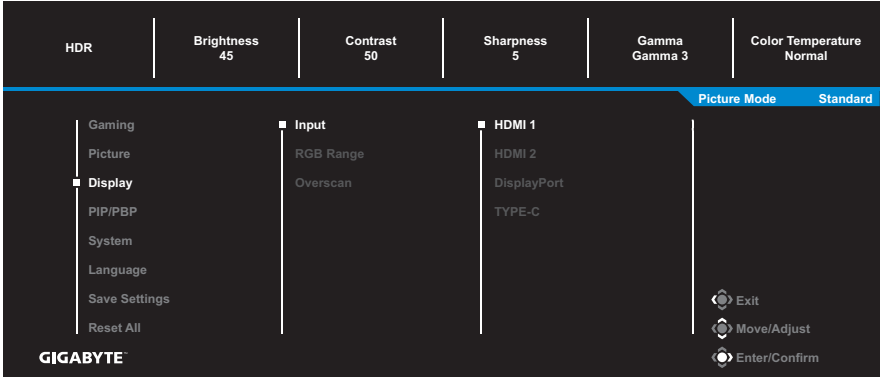 HDR
Brightness
45
Contrast
50
Sharpness
5
Gamma
Gamma 3
Color Temperature
Normal
Picture Mode Standard
Gaming
Picture
Display
PIP/PBP
System
Language
Save Settings
Reset All
Input
RGB Range
Overscan
HDMI 1
HDMI 2
DisplayPort
TYPE-C
Exit
Move/Adjust
Enter/Confirm
GIGABYTE™